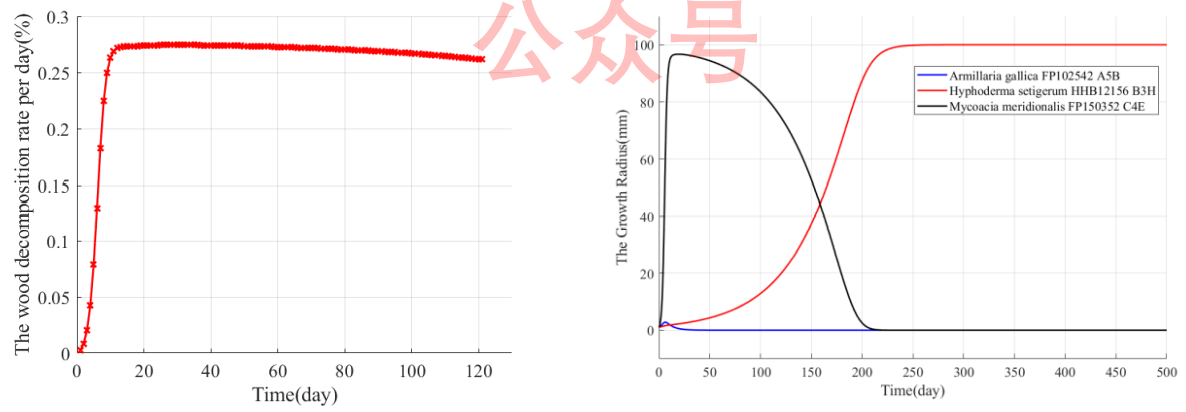 公众号
The wood decomposition rate per day(%)
0.3
0.25
0.2
0.15
0.1
0.05
0
0 20 40 60 80 100 120
Time(day)
The Growth Radius(mm)
100
80
60
40
20
0
Armillaria gallica FP102542 A5B
Hyphoderma setigerum HHB12156 B3H
Mycoacia meridionalis FP150352 C4E
0 50 100 150 200 250 300 350 400 450 500
Time(day)